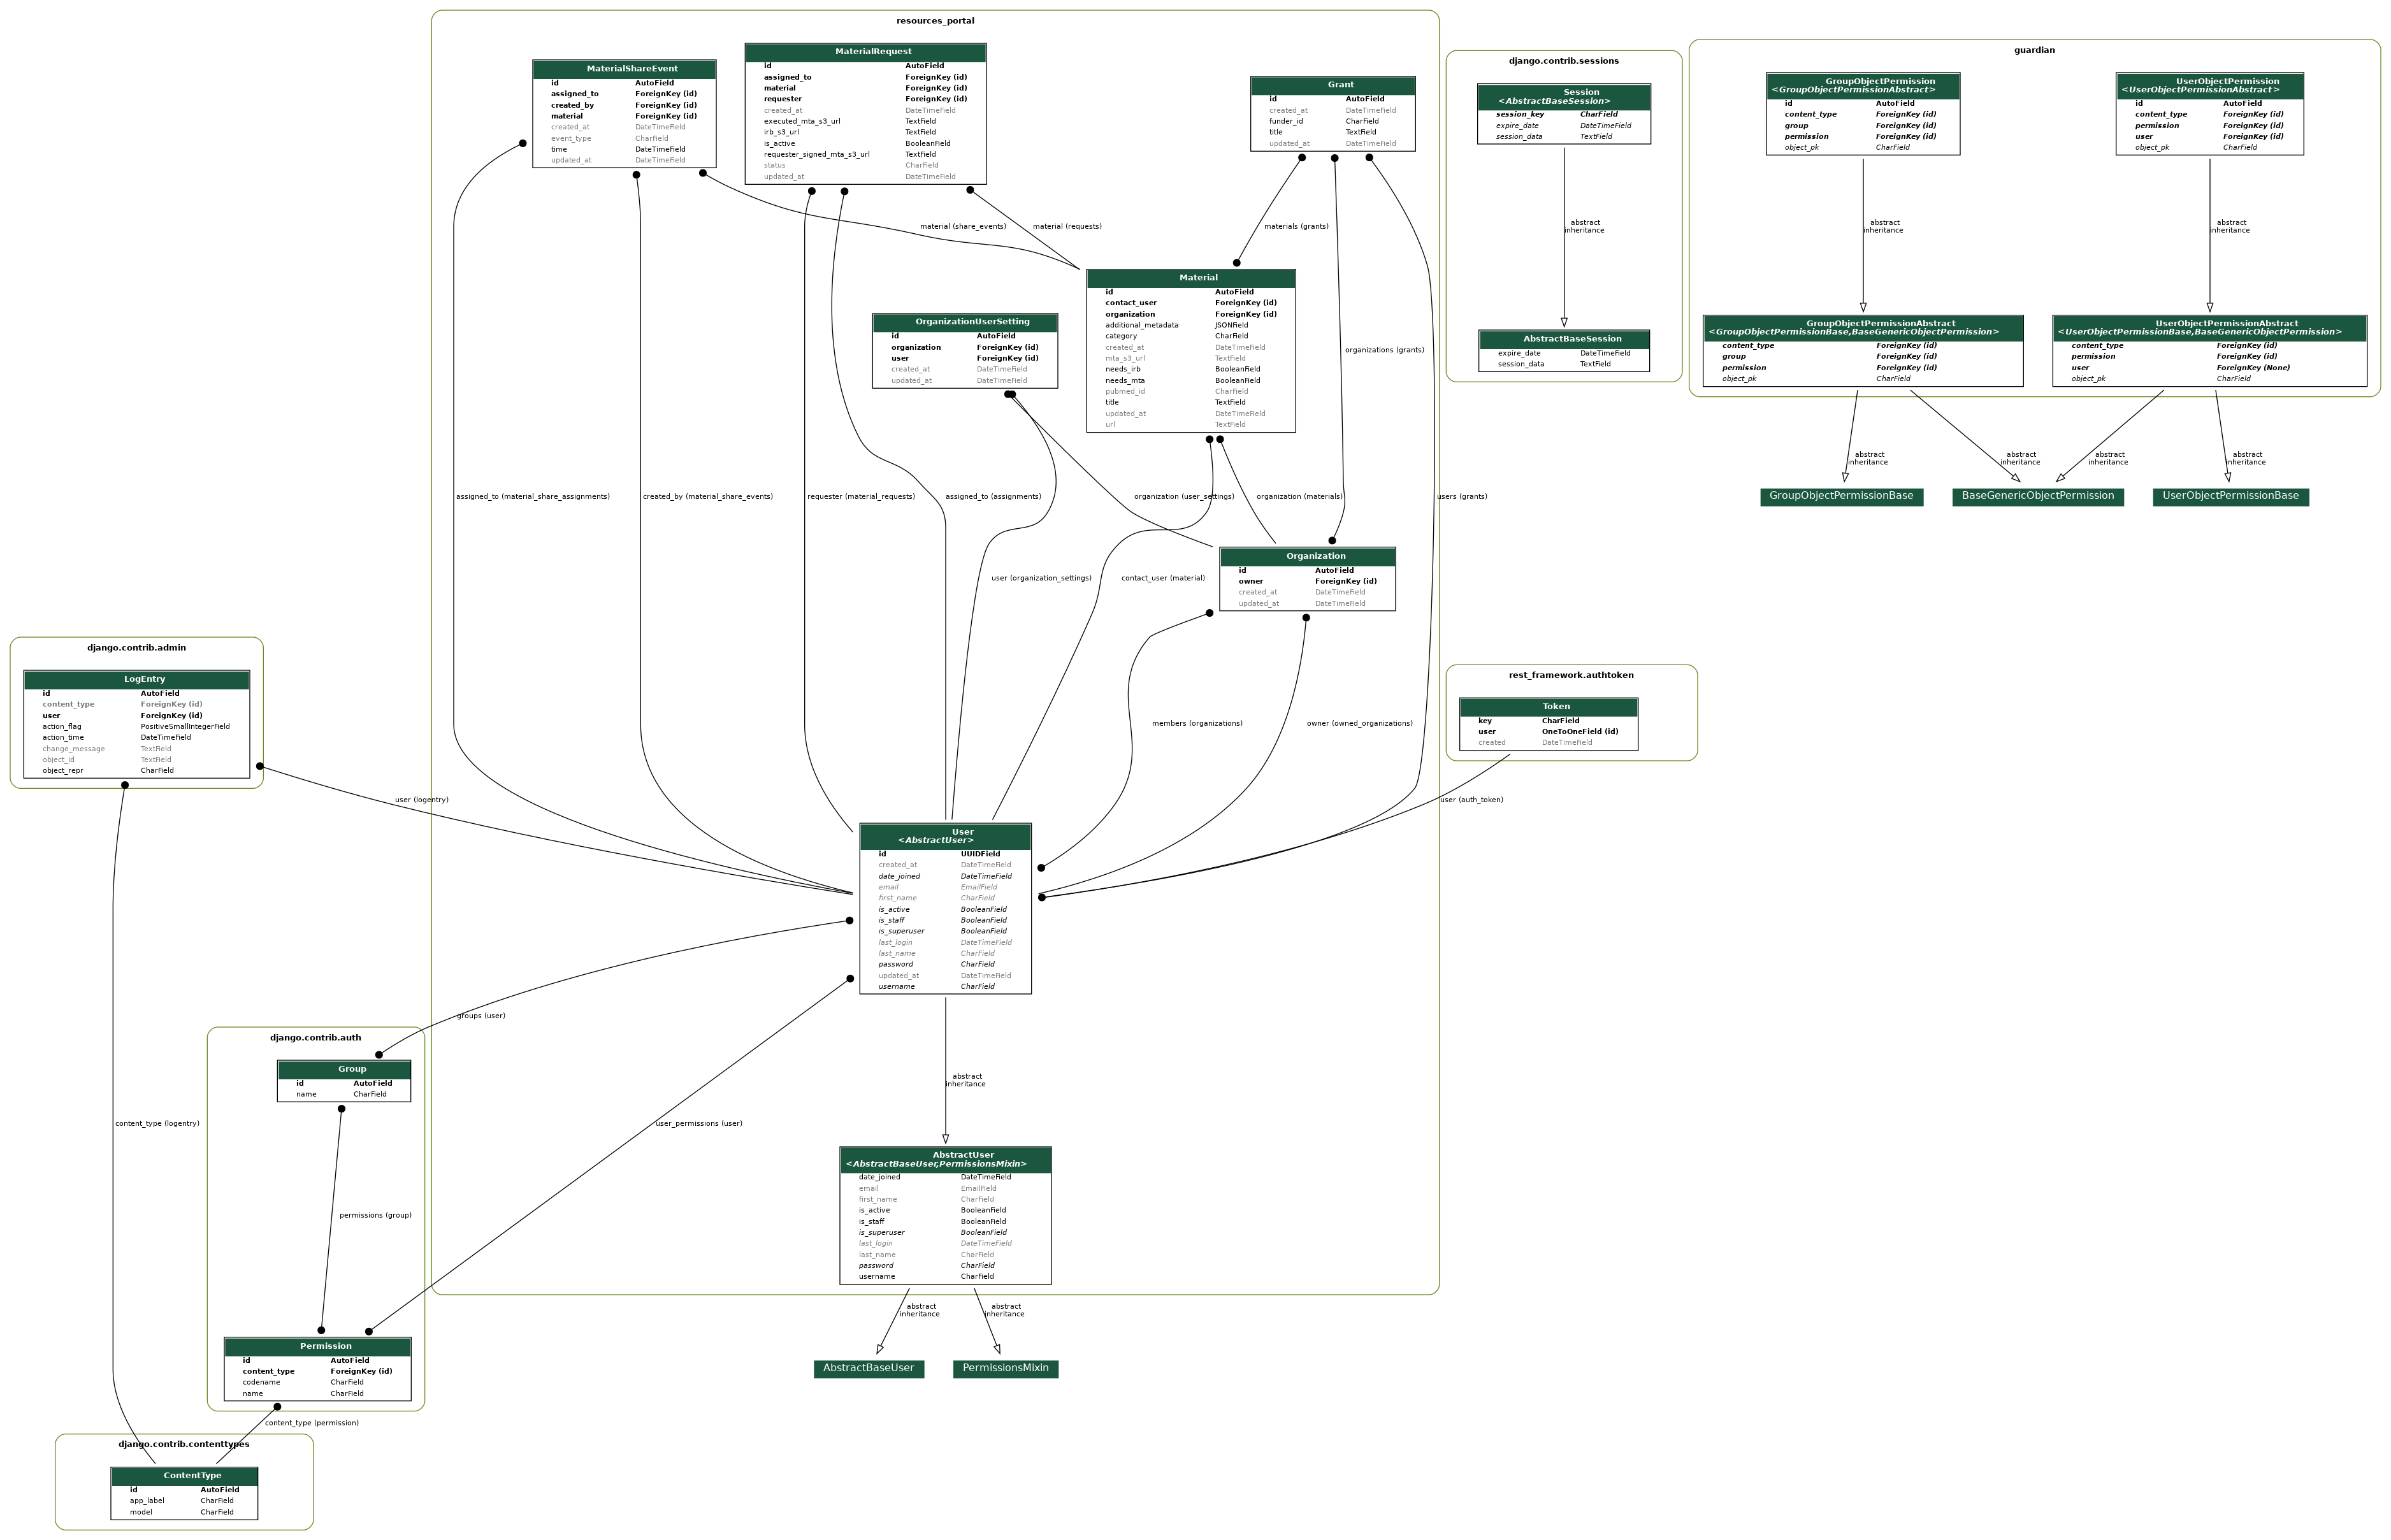 resources_portal
MaterialShareEvent
id AutoField
assigned_to ForeignKey (id)
created_by ForeignKey (id)
material ForeignKey (id)
created_at DateTimeField
event_type CharField
time DateTimeField
updated_at DateTimeField
MaterialRequest
id AutoField
assigned_to ForeignKey (id)
material ForeignKey (id)
requester ForeignKey (id)
created_at DateTimeField
executed_mta_s3_url TextField
irb_s3_url TextField
is_active BooleanField
requester_signed_mta_s3_url TextField
status CharField
updated_at DateTimeField
Grant
id AutoField
created_at DateTimeField
funder_id CharField
title TextField
updated_at DateTimeField
django.contrib.sessions
Session
<AbstractBaseSession>
session_key CharField
expire_date DateTimeField
session_data TextField
guardian
GroupObjectPermission
<GroupObjectPermissionAbstract>
id AutoField
content_type ForeignKey (id)
group ForeignKey (id)
permission ForeignKey (id)
object_pk CharField
UserObjectPermission
<UserObjectPermissionAbstract>
id AutoField
content_type ForeignKey (id)
permission ForeignKey (id)
user ForeignKey (id)
object_pk CharField
material (share_events)
material (requests)
materials (grants)
abstract
inheritance
abstract
inheritance
abstract
inheritance
Material
id AutoField
contact_user ForeignKey (id)
organization ForeignKey (id)
additional_metadata JSONField
category CharField
created_at DateTimeField
mta_s3_url TextField
needs_irb BooleanField
needs_mta BooleanField
pubmed_id CharField
title TextField
updated_at DateTimeField
url TextField
OrganizationUserSetting
id AutoField
organization ForeignKey (id)
user ForeignKey (id)
created_at DateTimeField
updated_at DateTimeField
organizations (grants)
AbstractBaseSession
expire_date DateTimeField
session_data TextField
GroupObjectPermissionAbstract
<GroupObjectPermissionBase,BaseGenericObjectPermission>
content_type ForeignKey (id)
group ForeignKey (id)
permission ForeignKey (id)
object_pk CharField
UserObjectPermissionAbstract
<UserObjectPermissionBase,BaseGenericObjectPermission>
content_type ForeignKey (id)
permission ForeignKey (id)
user ForeignKey (None)
object_pk CharField
abstract
inheritance
abstract
inheritance
abstract
inheritance
abstract
inheritance
assigned_to (material_share_assignments)
created_by (material_share_events)
requester (material_requests)
assigned_to (assignments)
organization (user_settings)
organization (materials)
users (grants)
GroupObjectPermissionBase
BaseGenericObjectPermission
UserObjectPermissionBase
Organization
id AutoField
owner ForeignKey (id)
created_at DateTimeField
updated_at DateTimeField
user (organization_settings)
contact_user (material)
django.contrib.admin
LogEntry
id AutoField
content_type ForeignKey (id)
user ForeignKey (id)
action_flag PositiveSmallIntegerField
action_time DateTimeField
change_message TextField
object_id TextField
object_repr CharField
rest_framework.authtoken
Token
key CharField
user OneToOneField (id)
created DateTimeField
members (organizations)
owner (owned_organizations)
user (logentry)
user (auth_token)
User
<AbstractUser>
id UUIDField
created_at DateTimeField
date_joined DateTimeField
email EmailField
first_name CharField
is_active BooleanField
is_staff BooleanField
is_superuser BooleanField
last_login DateTimeField
last_name CharField
password CharField
updated_at DateTimeField
username CharField
groups (user)
django.contrib.auth
Group
id AutoField
name CharField
abstract
inheritance
content_type (logentry)
user_permissions (user)
AbstractUser
<AbstractBaseUser,PermissionsMixin>
date_joined DateTimeField
email EmailField
first_name CharField
is_active BooleanField
is_staff BooleanField
is_superuser BooleanField
last_login DateTimeField
last_name CharField
password CharField
username CharField
permissions (group)
abstract
inheritance
abstract
inheritance
Permission
id AutoField
content_type ForeignKey (id)
codename CharField
name CharField
AbstractBaseUser
PermissionsMixin
content_type (permission)
django.contrib.contenttypes
ContentType
id AutoField
app_label CharField
model CharField